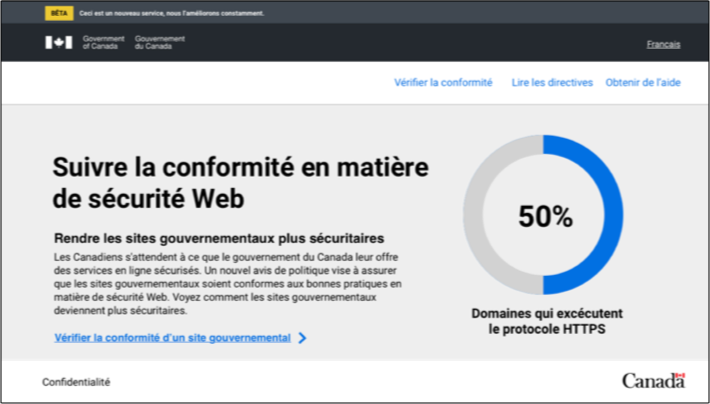 BÊTA Ceci est un nouveau service, nous l'améliorons constamment.
Government of Canada
Gouvernement du Canada
Francais
Vérifier la conformité Lire les directives Obtenir de l'aide
Suivre la conformité en matière
de sécurité Web
Rendre les sites gouvernementaux plus sécuritaires
Les Canadiens s'attendent à ce que le gouvernement du Canada leur offre
des services en ligne sécurisés. Un nouvel avis de politique vise à assurer
que les sites gouvernementaux soient conformes aux bonnes pratiques en
matière de sécurité Web. Voyez comment les sites gouvernementaux
deviennent plus sécuritaires.
Vérifier la conformité d'un site gouvernemental
50%
Domaines qui excécutent
le protocole HTTPS
Confidentialité
Canada